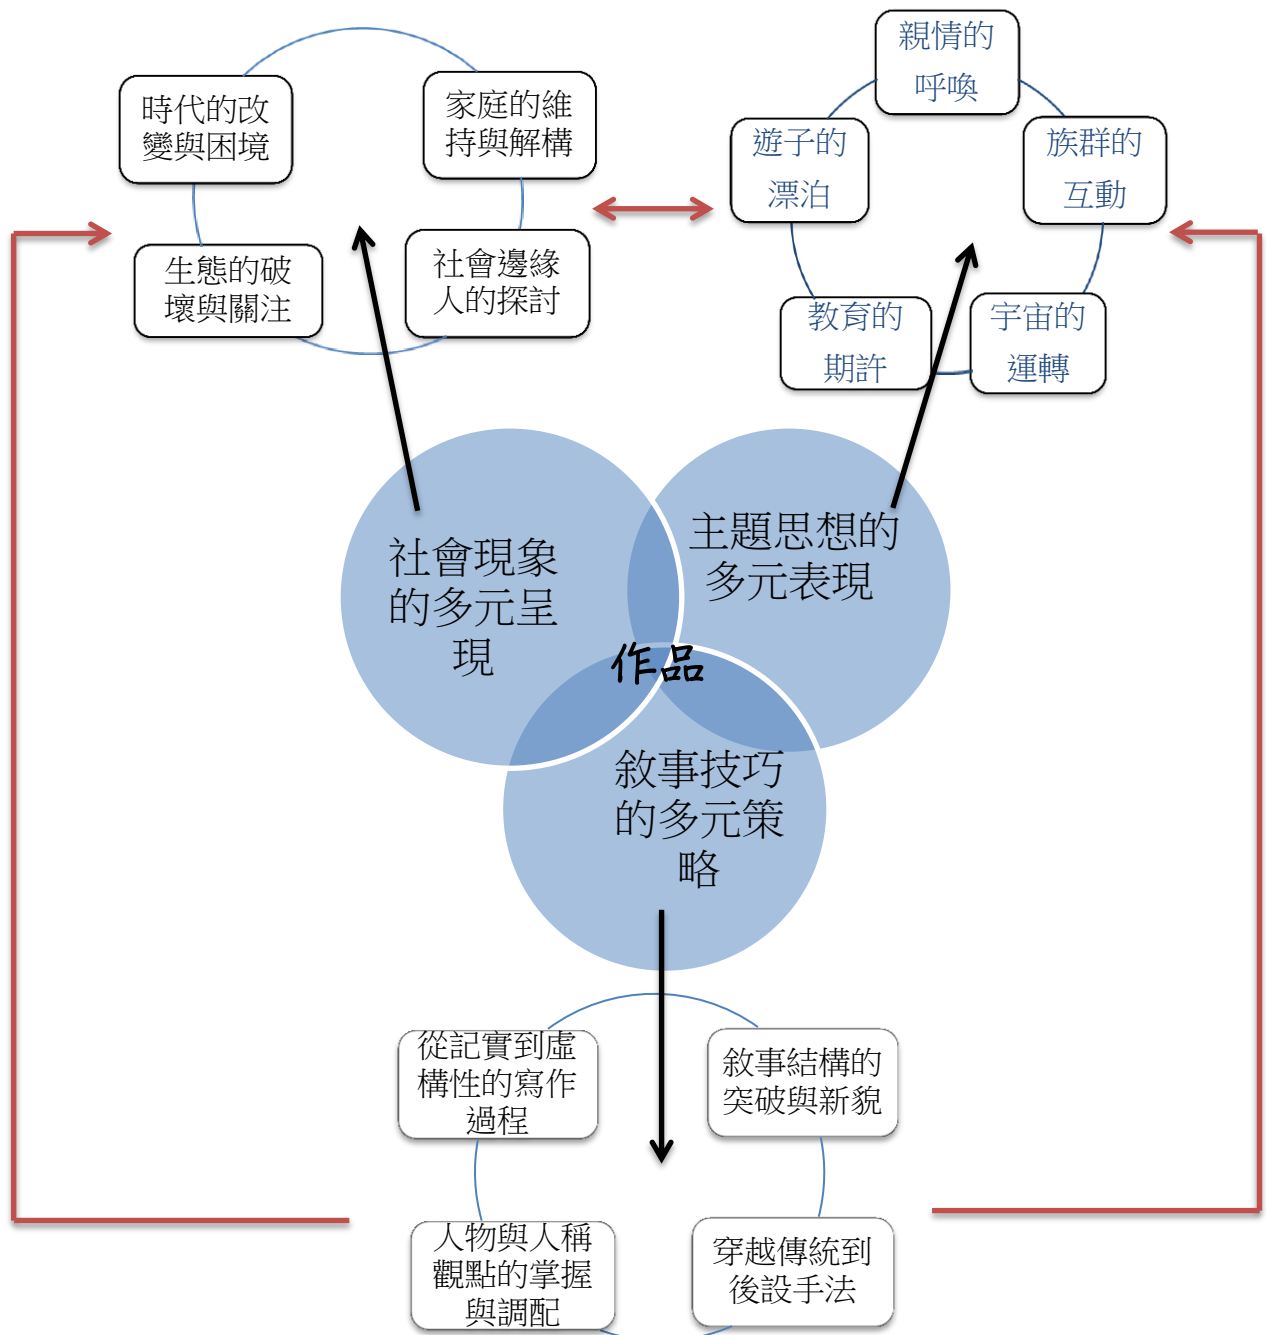 時代的改
變與困境
家庭的維
持與解構
生態的破
壞與關注
社會邊緣
人的探討
親情的
呼喚
遊子的
漂泊
族群的
互動
教育的
期許
宇宙的
運轉
社會現象
的多元呈
現
主題思想的
多元表現
作品
敘事技巧
的多元策
略
從記實到虛
構性的寫作
過程
敘事結構的
突破與新貌
人物與人稱
觀點的掌握
與調配
穿越傳統到
後設手法